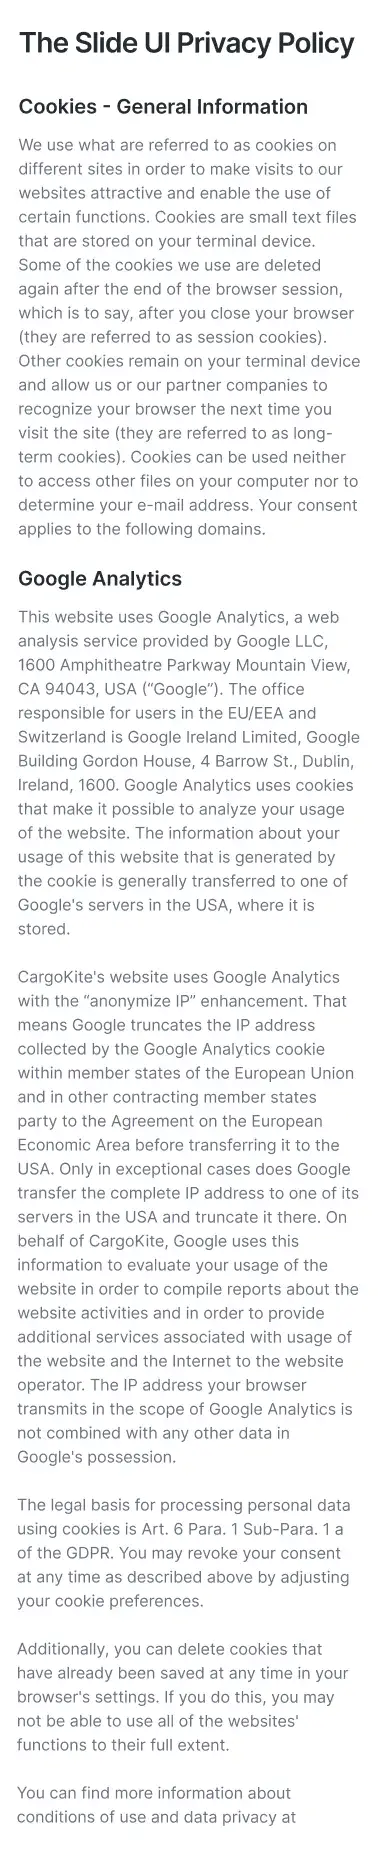 The Slide UI Privacy Policy
Cookies - General Information
We use what are referred to as cookies on
different sites in order to make visits to our
websites attractive and enable the use of
certain functions. Cookies are small text files
that are stored on your terminal device.
Some of the cookies we use are deleted
again after the end of the browser session,
which is to say, after you close your browser
(they are referred to as session cookies).
Other cookies remain on your terminal device
and allow us or our partner companies to
recognize your browser the next time you
visit the site (they are referred to as long-
term cookies). Cookies can be used neither
to access other files on your computer nor to
determine your e-mail address. Your consent
applies to the following domains.
Google Analytics
This website uses Google Analytics, a web
analysis service provided by Google LLC,
1600 Amphitheatre Parkway Mountain View,
CA 94043, USA (“Google”). The office
responsible for users in the EU/EEA and
Switzerland is Google Ireland Limited, Google
Building Gordon House, 4 Barrow St., Dublin,
Ireland, 1600. Google Analytics uses cookies
that make it possible to analyze your usage
of the website. The information about your
usage of this website that is generated by
the cookie is generally transferred to one of
Google's servers in the USA, where it is
stored.
CargoKite's website uses Google Analytics
with the “anonymize IP” enhancement. That
means Google truncates the IP address
collected by the Google Analytics cookie
within member states of the European Union
and in other contracting member states
party to the Agreement on the European
Economic Area before transferring it to the
USA. Only in exceptional cases does Google
transfer the complete IP address to one of its
servers in the USA and truncate it there. On
behalf of CargoKite, Google uses this
information to evaluate your usage of the
website in order to compile reports about the
website activities and in order to provide
additional services associated with usage of
the website and the Internet to the website
operator. The IP address your browser
transmits in the scope of Google Analytics is
not combined with any other data in
Google's possession.
The legal basis for processing personal data
using cookies is Art. 6 Para. 1 Sub-Para. 1 a
of the GDPR. You may revoke your consent
at any time as described above by adjusting
your cookie preferences.
Additionally, you can delete cookies that
have already been saved at any time in your
browser's settings. If you do this, you may
not be able to use all of the websites'
functions to their full extent.
You can find more information about
conditions of use and data privacy at